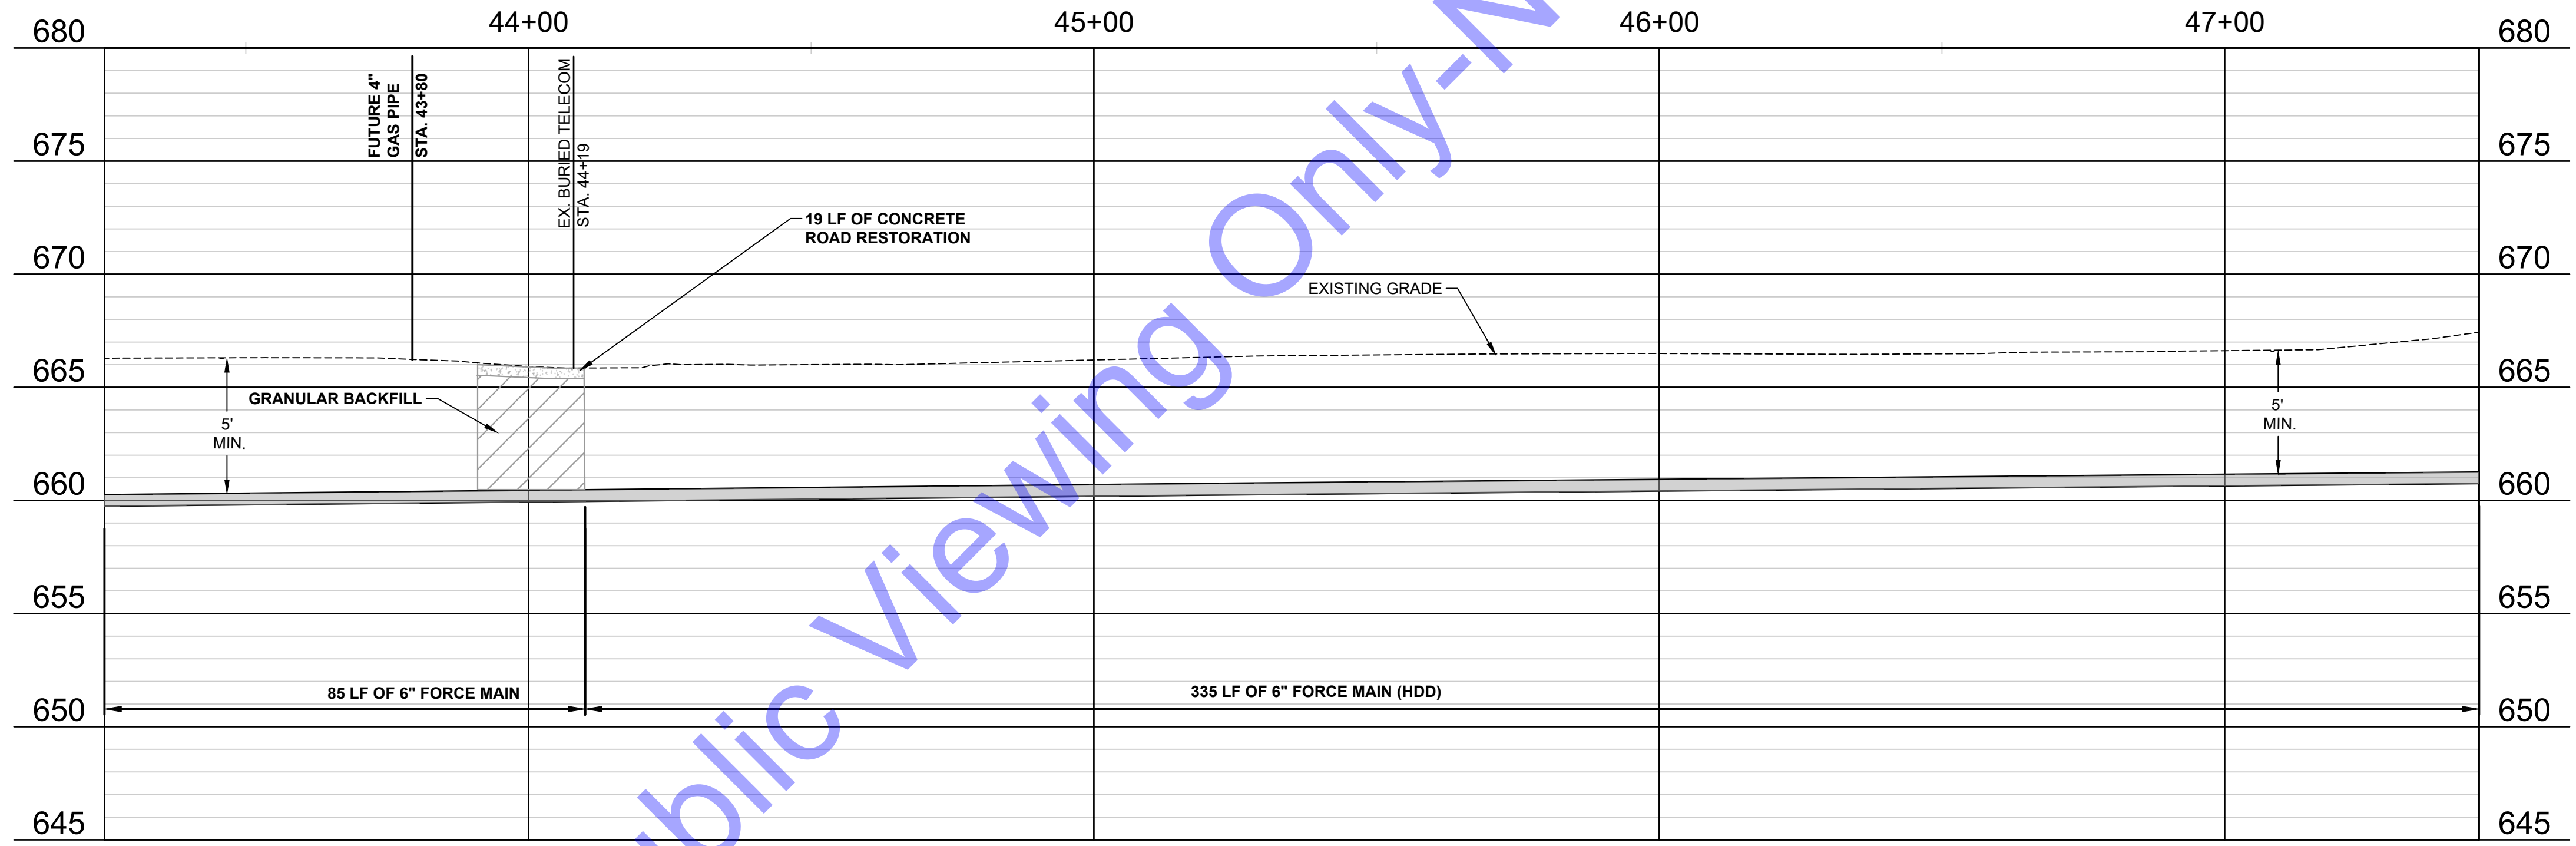 44+00 45+00 46+00 47+00
680 680
FUTURE 4"
GAS PIPE
STA. 43+80
EX. BURIED TELECOM
STA. 44+19
675 675
19 LF OF CONCRETE
ROAD RESTORATION
670 670
EXISTING GRADE
665 665
GRANULAR BACKFILL
5'
MIN.
5'
MIN.
660 660
655 655
85 LF OF 6" FORCE MAIN
335 LF OF 6" FORCE MAIN (HDD)
650 650
645 645
Viewing Only-